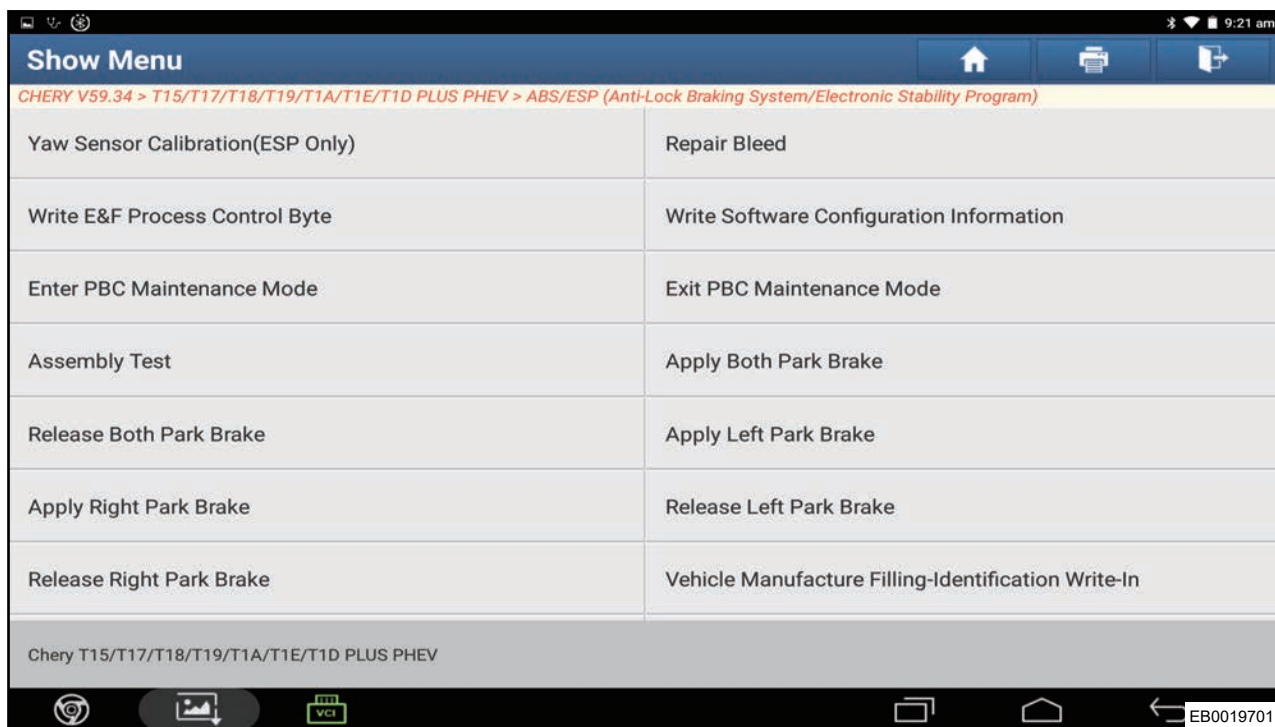 9:21 am
Show Menu
CHERY V59.34 > T15/T17/T18/T19/T1A/T1E/T1D PLUS PHEV > ABS/ESP (Anti-Lock Braking System/Electronic Stability Program)
Yaw Sensor Calibration(ESP Only)
Repair Bleed
Write E&F Process Control Byte
Write Software Configuration Information
Enter PBC Maintenance Mode
Exit PBC Maintenance Mode
Assembly Test
Apply Both Park Brake
Release Both Park Brake
Apply Left Park Brake
Apply Right Park Brake
Release Left Park Brake
Release Right Park Brake
Vehicle Manufacture Filling-Identification Write-In
Chery T15/T17/T18/T19/T1A/T1E/T1D PLUS PHEV
VCI
EB0019701